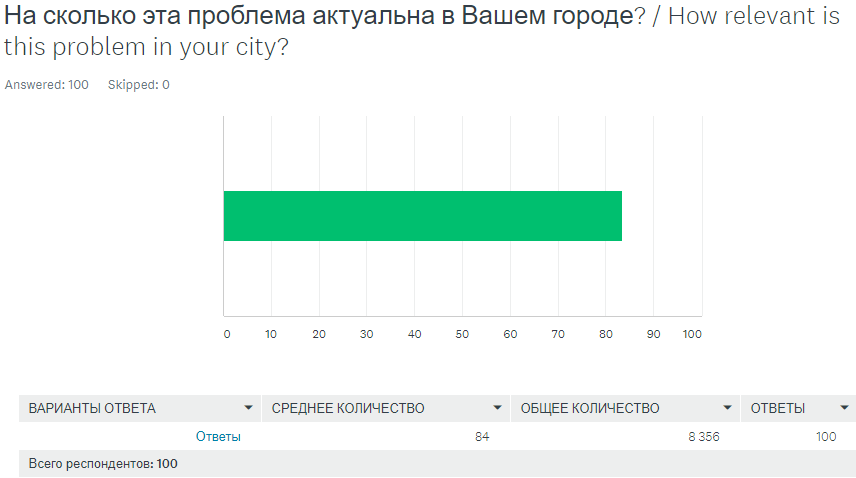 На сколько эта проблема актуальна в Вашем городе? / How relevant is
this problem in your city?
Answered: 100 Skipped: 0
0 10 20 30 40 50 60 70 80 90 100
ВАРИАНТЫ ОТВЕТА СРЕДНЕЕ КОЛИЧЕСТВО ОБЩЕЕ КОЛИЧЕСТВО ОТВЕТЫ
Ответы 84 8 356 100
Всего респондентов: 100